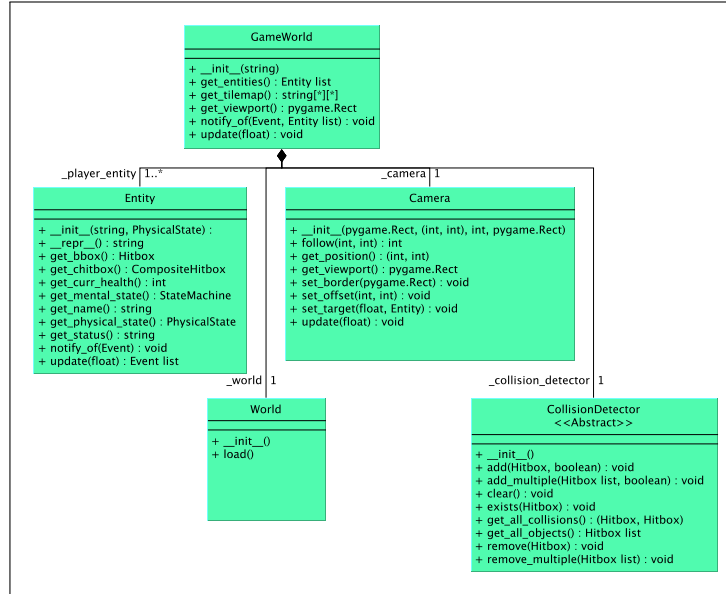 GameWorld
+ __init__(string)
+ get_entities() : Entity list
+ get_tilemap() : string[*][*]
+ get_viewport() : pygame.Rect
+ notify_of(Event, Entity list) : void
+ update(float) : void
_player_entity 1..*
_camera 1
Entity
+ __init__(string, PhysicalState) :
+ __repr__() : string
+ get_bbox() : Hitbox
+ get_chitbox() : CompositeHitbox
+ get_curr_health() : int
+ get_mental_state() : StateMachine
+ get_name() : string
+ get_physical_state() : PhysicalState
+ get_status() : string
+ notify_of(Event) : void
+ update(float) : Event list
Camera
+ __init__(pygame.Rect, (int, int), int, pygame.Rect)
+ follow(int, int) : int
+ get_position() : (int, int)
+ get_viewport() : pygame.Rect
+ set_border(pygame.Rect) : void
+ set_offset(int, int) : void
+ set_target(float, Entity) : void
+ update(float) : void
_world 1
_collision_detector 1
World
+ __init__()
+ load()
CollisionDetector
<<Abstract>>
+ __init__()
+ add(Hitbox, boolean) : void
+ add_multiple(Hitbox list, boolean) : void
+ clear() : void
+ exists(Hitbox) : void
+ get_all_collisions() : (Hitbox, Hitbox)
+ get_all_objects() : Hitbox list
+ remove(Hitbox) : void
+ remove_multiple(Hitbox list) : void